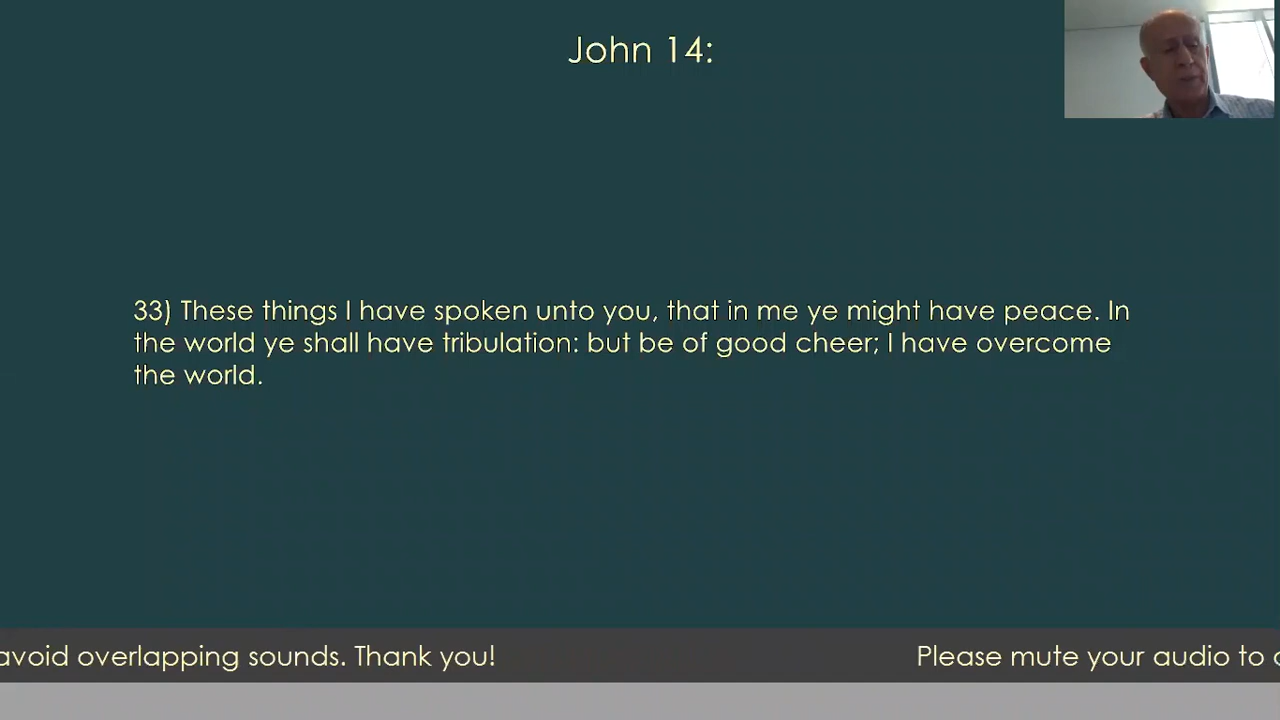 John 14:
33) These things I have spoken unto you, that in me ye might have peace. In
the world ye shall have tribulation: but be of good cheer; I have overcome
the world.
avoid overlapping sounds. Thank you! Please mute your audio to